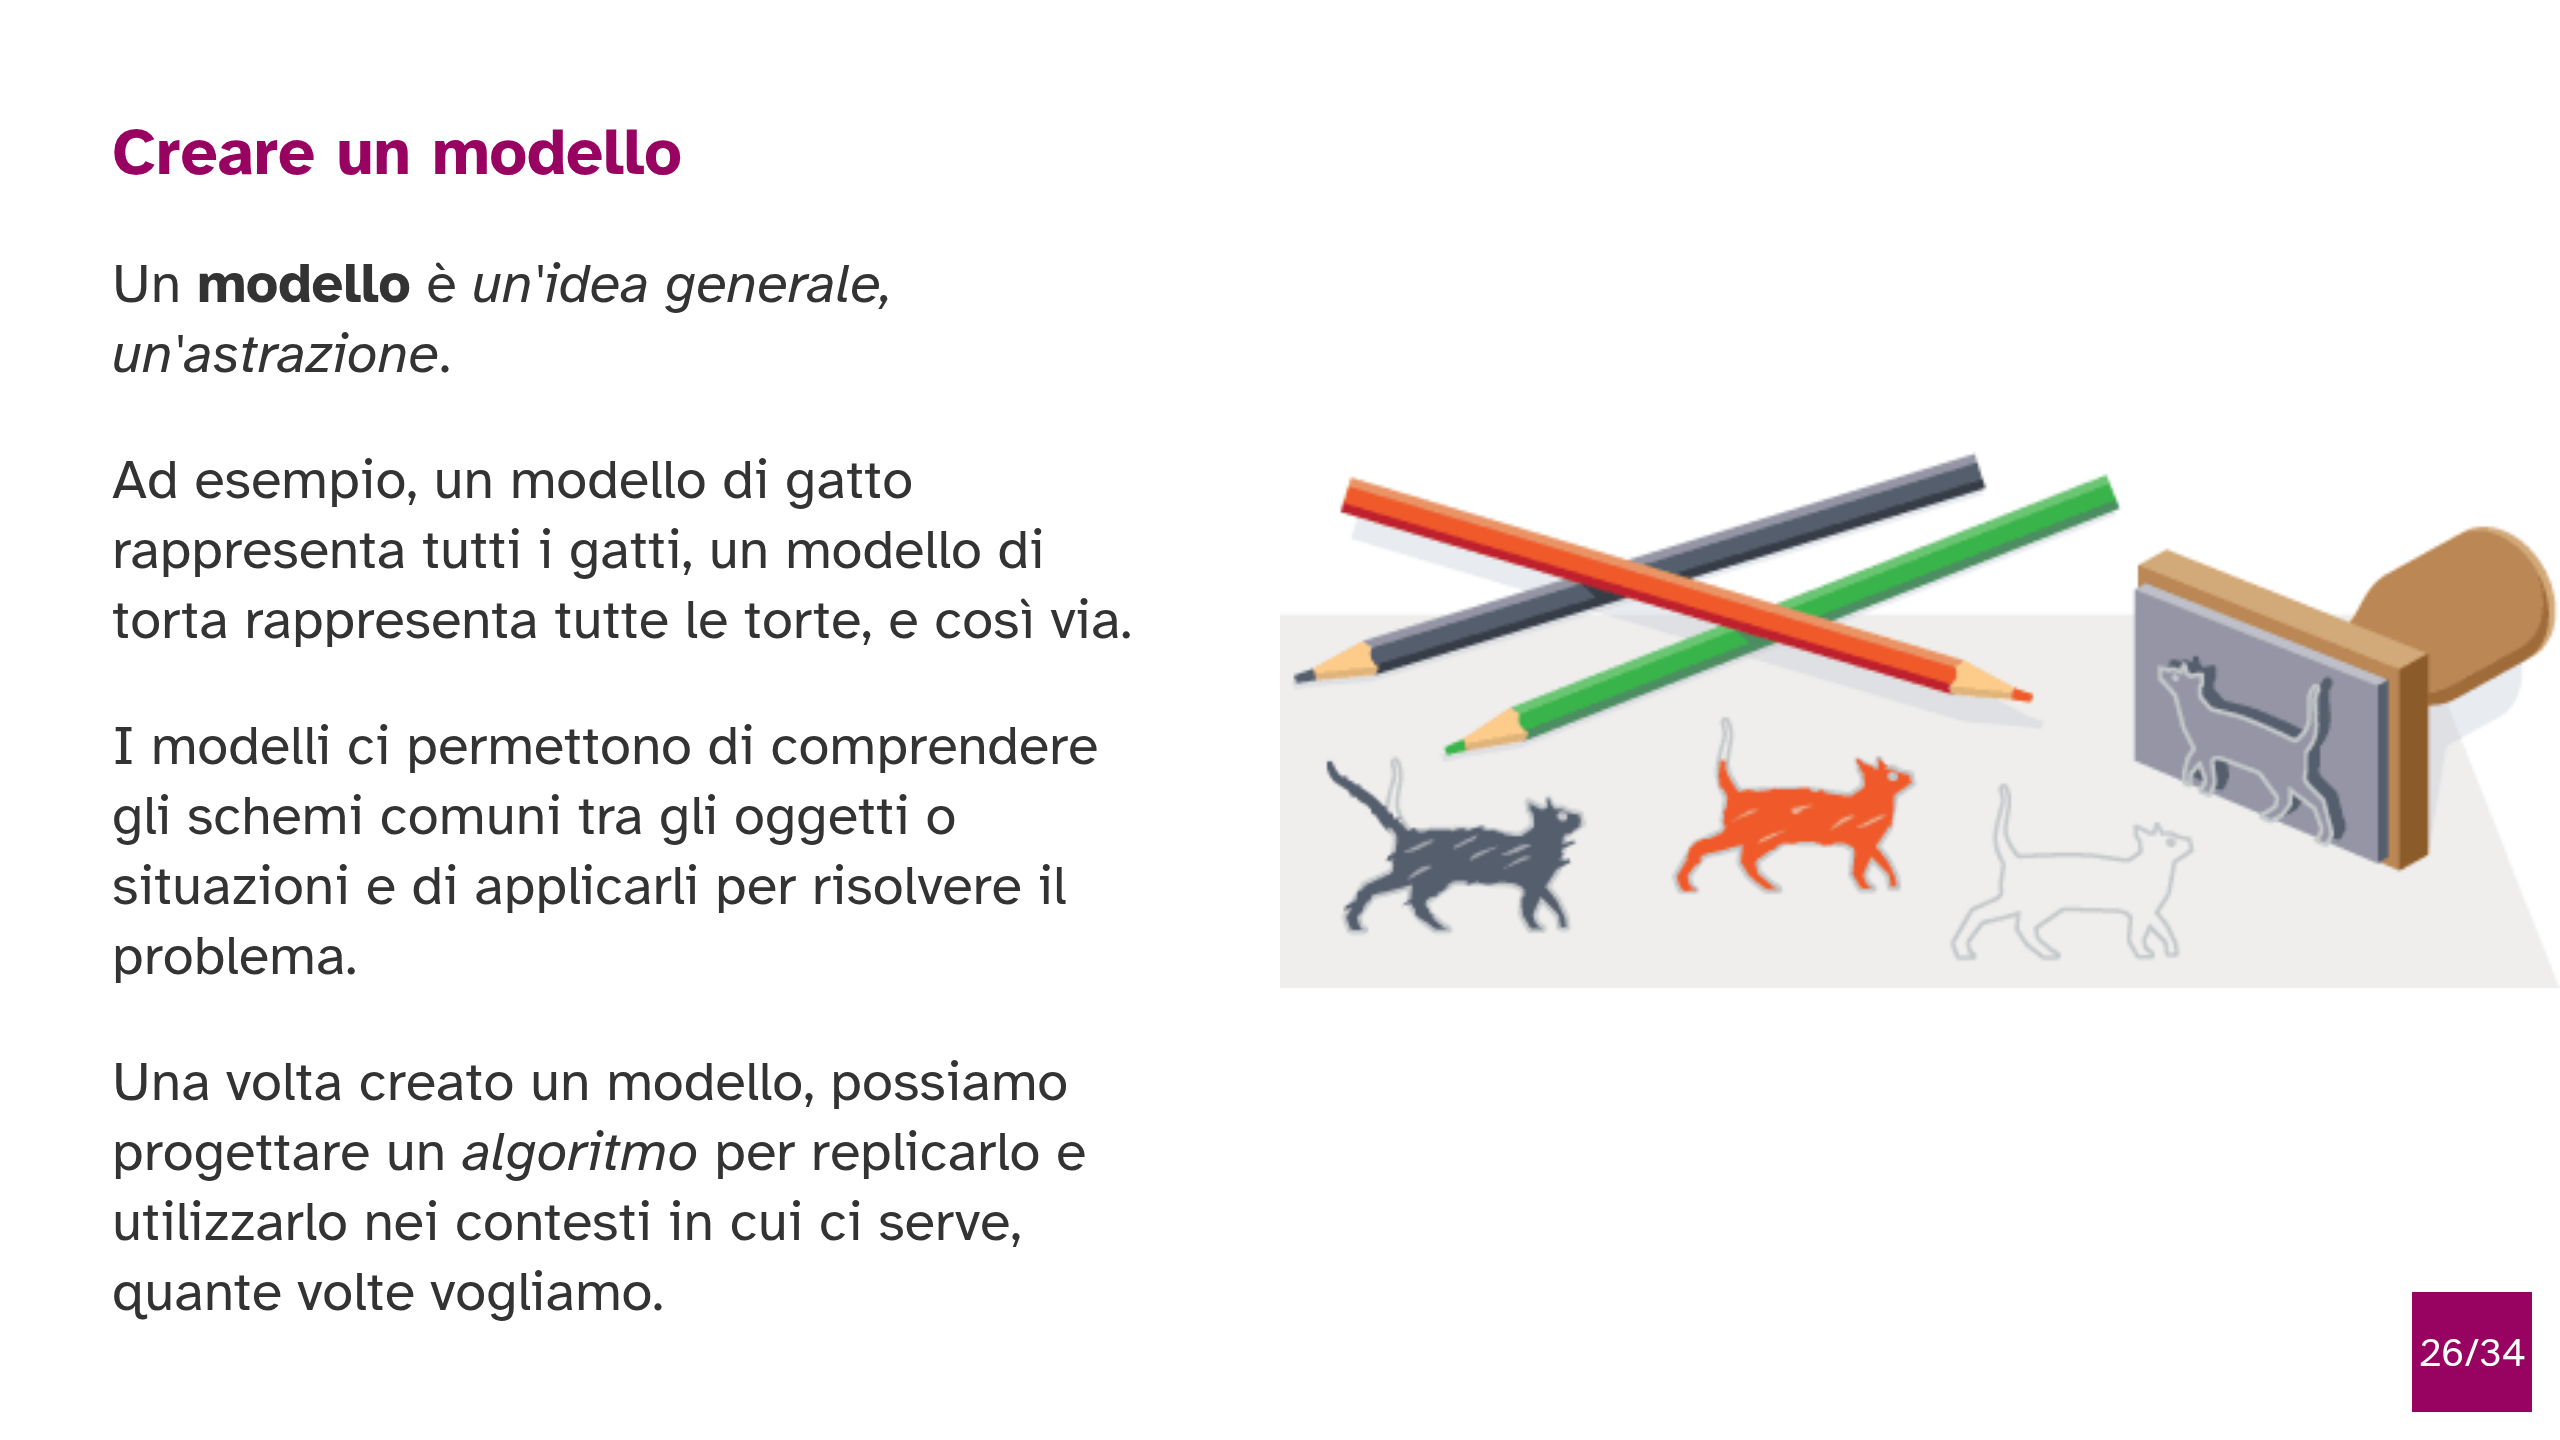 Creare un modello
Un modello è un'idea generale,
un'astrazione.
Ad esempio, un modello di gatto
rappresenta tutti i gatti, un modello di
torta rappresenta tutte le torte, e così via.
I modelli ci permettono di comprendere
gli schemi comuni tra gli oggetti o
situazioni e di applicarli per risolvere il
problema.
Una volta creato un modello, possiamo
progettare un algoritmo per replicarlo e
utilizzarlo nei contesti in cui ci serve,
quante volte vogliamo.
26/34